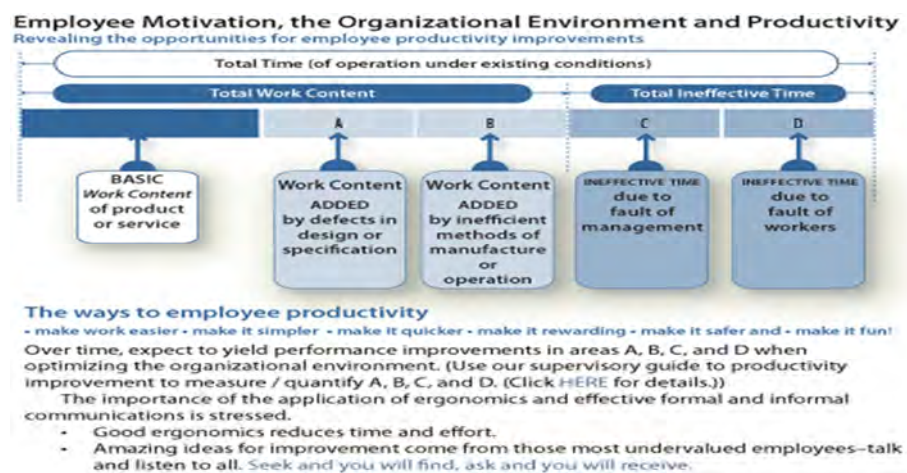 Employee Motivation, the Organizational Environment and Productivity
Revealing the opportunities for employee productivity improvements
Total Time (of operation under existing conditions)
Total Work Content
Total Ineffective Time
A
B
C
D
BASIC
Work Content
of product
or service
Work Content
ADDED
by defects in
design or
specification
Work Content
ADDED
by inefficient
methods of
manufacture
or
operation
INEFFECTIVE TIME
due to
fault of
management
INEFFECTIVE TIME
due to
fault of
workers
The ways to employee productivity
• make work easier • make it simpler • make it quicker • make it rewarding • make it safer and • make it fun!
Over time, expect to yield performance improvements in areas A, B, C, and D when
optimizing the organizational environment. (Use our supervisory guide to productivity
improvement to measure / quantify A, B, C, and D. (Click HERE for details.))
The importance of the application of ergonomics and effective formal and informal
communications is stressed.
• Good ergonomics reduces time and effort.
• Amazing ideas for improvement come from those most undervalued employees–talk
and listen to all. Seek and you will find, ask and you will receive.